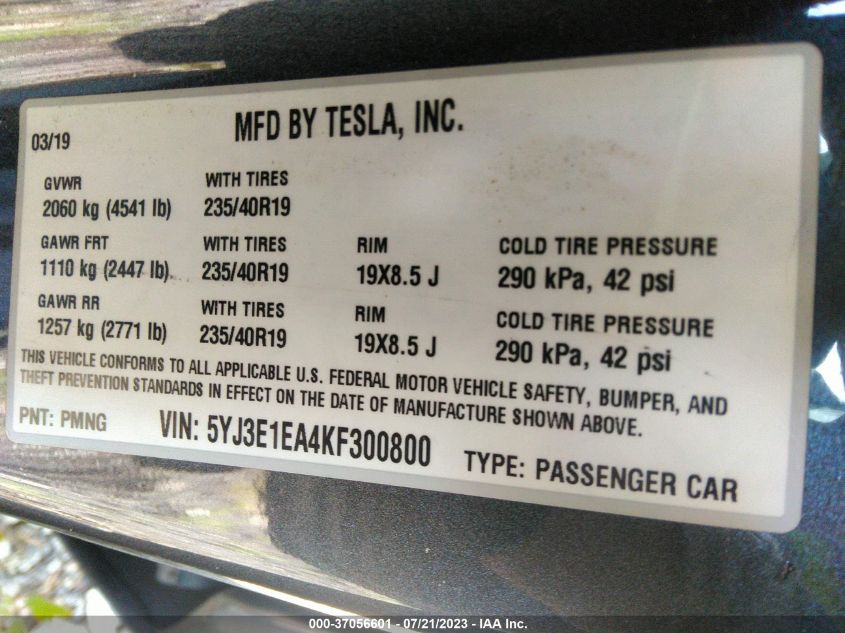 MFD BY TESLA, INC.
03/19
GVWR WITH TIRES
2060 kg (4541 lb) 235/40R19
GAWR FRT WITH TIRES RIM COLD TIRE PRESSURE
1110 kg (2447 lb) 235/40R19 19X8.5 J 290 kPa, 42 psi
GAWR RR WITH TIRES RIM COLD TIRE PRESSURE
1257 kg (2771 lb) 235/40R19 19X8.5 J 290 kPa, 42 psi
THIS VEHICLE CONFORMS TO ALL APPLICABLE U.S. FEDERAL MOTOR VEHICLE SAFETY, BUMPER, AND
THEFT PREVENTION STANDARDS IN EFFECT ON THE DATE OF MANUFACTURE SHOWN ABOVE.
PNT: PMNG VIN: 5YJ3E1EA4KF300800 TYPE: PASSENGER CAR
000-37056601 - 07/21/2023 - IAA Inc.